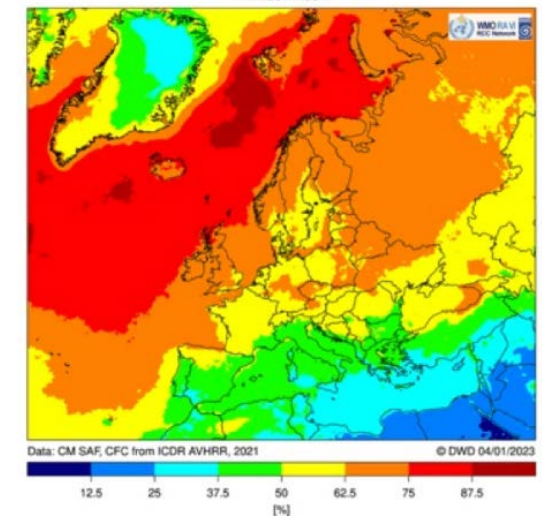 WMO RA VI
RCC Network
Data: CM SAF, CFC from ICDR AVHRR, 2021
© DWD 04/01/2023
12.5 25 37.5 50 62.5 75 87.5
[%]